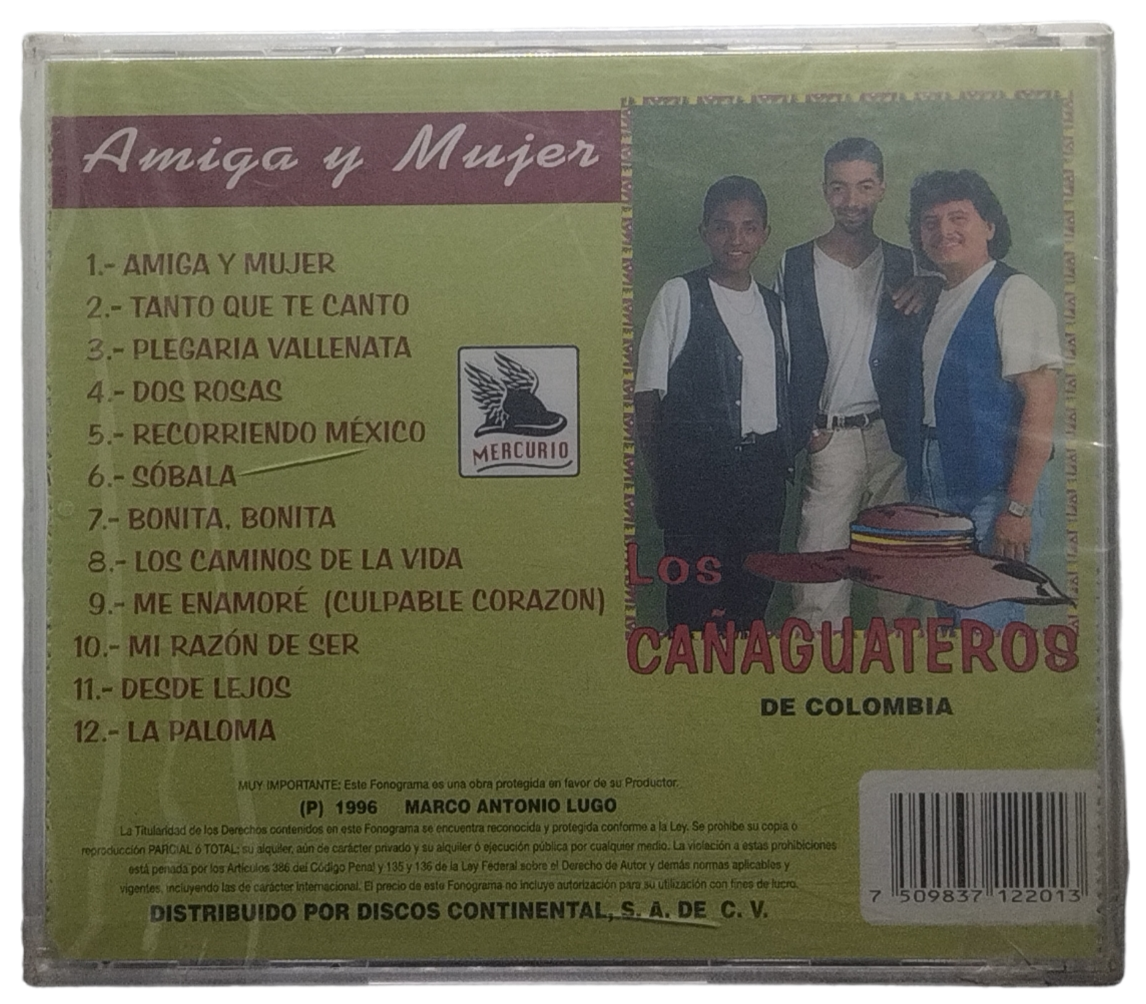 Amiga y Mujer
1.- AMIGA Y MUJER
2.- TANTO QUE TE CANTO
3.- PLEGARIA VALLENATA
4.- DOS ROSAS
5.- RECORRIENDO MÉXICO
6.- SÓBALA
7.- BONITA, BONITA
8.- LOS CAMINOS DE LA VIDA
9.- ME ENAMORÉ (CULPABLE CORAZON)
10.- MI RAZÓN DE SER
11.- DESDE LEJOS
12.- LA PALOMA
MERCURIO
LOS
CAÑAGUATEROS
DE COLOMBIA
MUY IMPORTANTE: Este Fonograma es una obra protegida en favor de su Productor.
(P) 1996 MARCO ANTONIO LUGO
La Titularidad de los Derechos contenidos en este Fonograma se encuentra reconocida y protegida conforme a la Ley. Se prohibe su copia ó
reproducción PARCIAL ó TOTAL; su alquiler, aún de carácter privado y su alquiler ó ejecución pública por cualquier medio. La violación a estas prohibiciones
está penada por los Artículos 386 del Código Penal y 135 y 136 de la Ley Federal sobre el Derecho de Autor y demás normas aplicables y
vigentes, incluyendo las de carácter Internacional. El precio de este Fonograma no incluye autorización para su utilización con fines de lucro.
DISTRIBUIDO POR DISCOS CONTINENTAL, S. A. DE C. V.
7 509837 122013